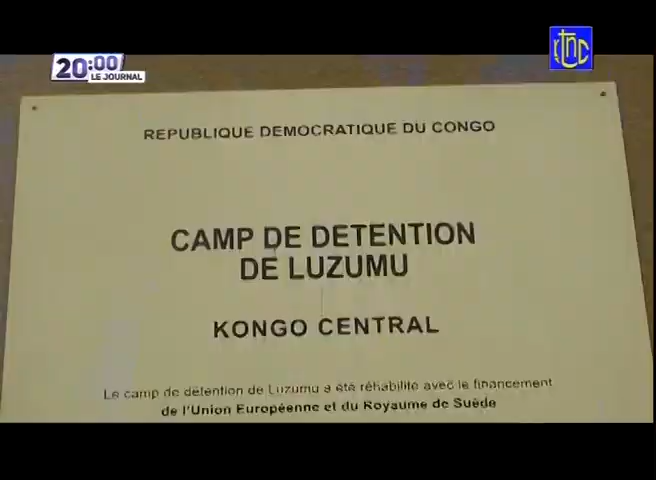 20:00
LE JOURNAL
rtnc
REPUBLIQUE DEMOCRATIQUE DU CONGO
CAMP DE DETENTION
DE LUZUMU
KONGO CENTRAL
Le camp de détention de Luzumu a été réhabilité avec le financement
de l'Union Européenne et du Royaume de Suède